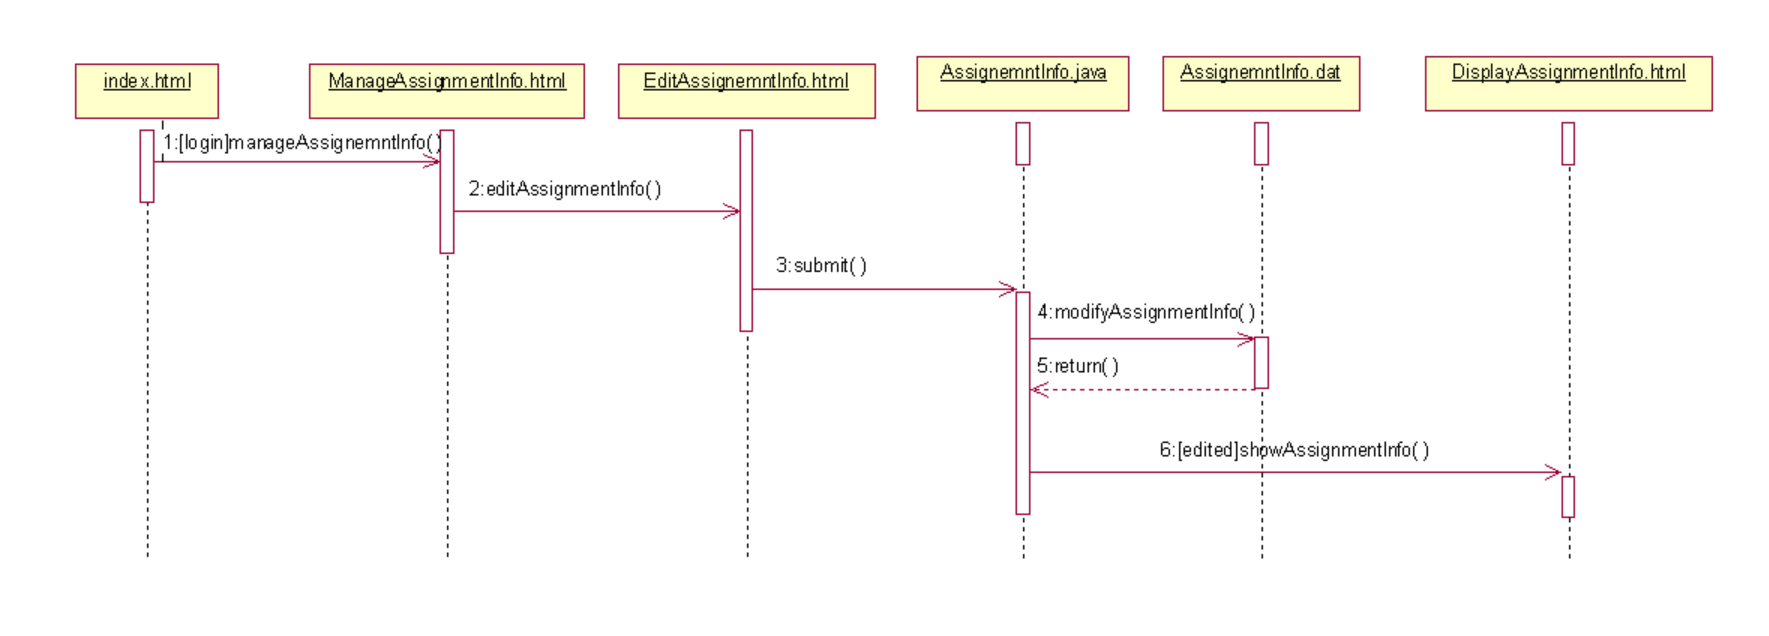 index.html
ManageAssignmentInfo.html
EditAssignemntInfo.html
AssignemntInfo.java
AssignemntInfo.dat
DisplayAssignmentInfo.html
1:[login]manageAssignemntInfo()
2:editAssignmentInfo()
3:submit()
4:modifyAssignmentInfo()
5:return()
6:[edited]showAssignmentInfo()